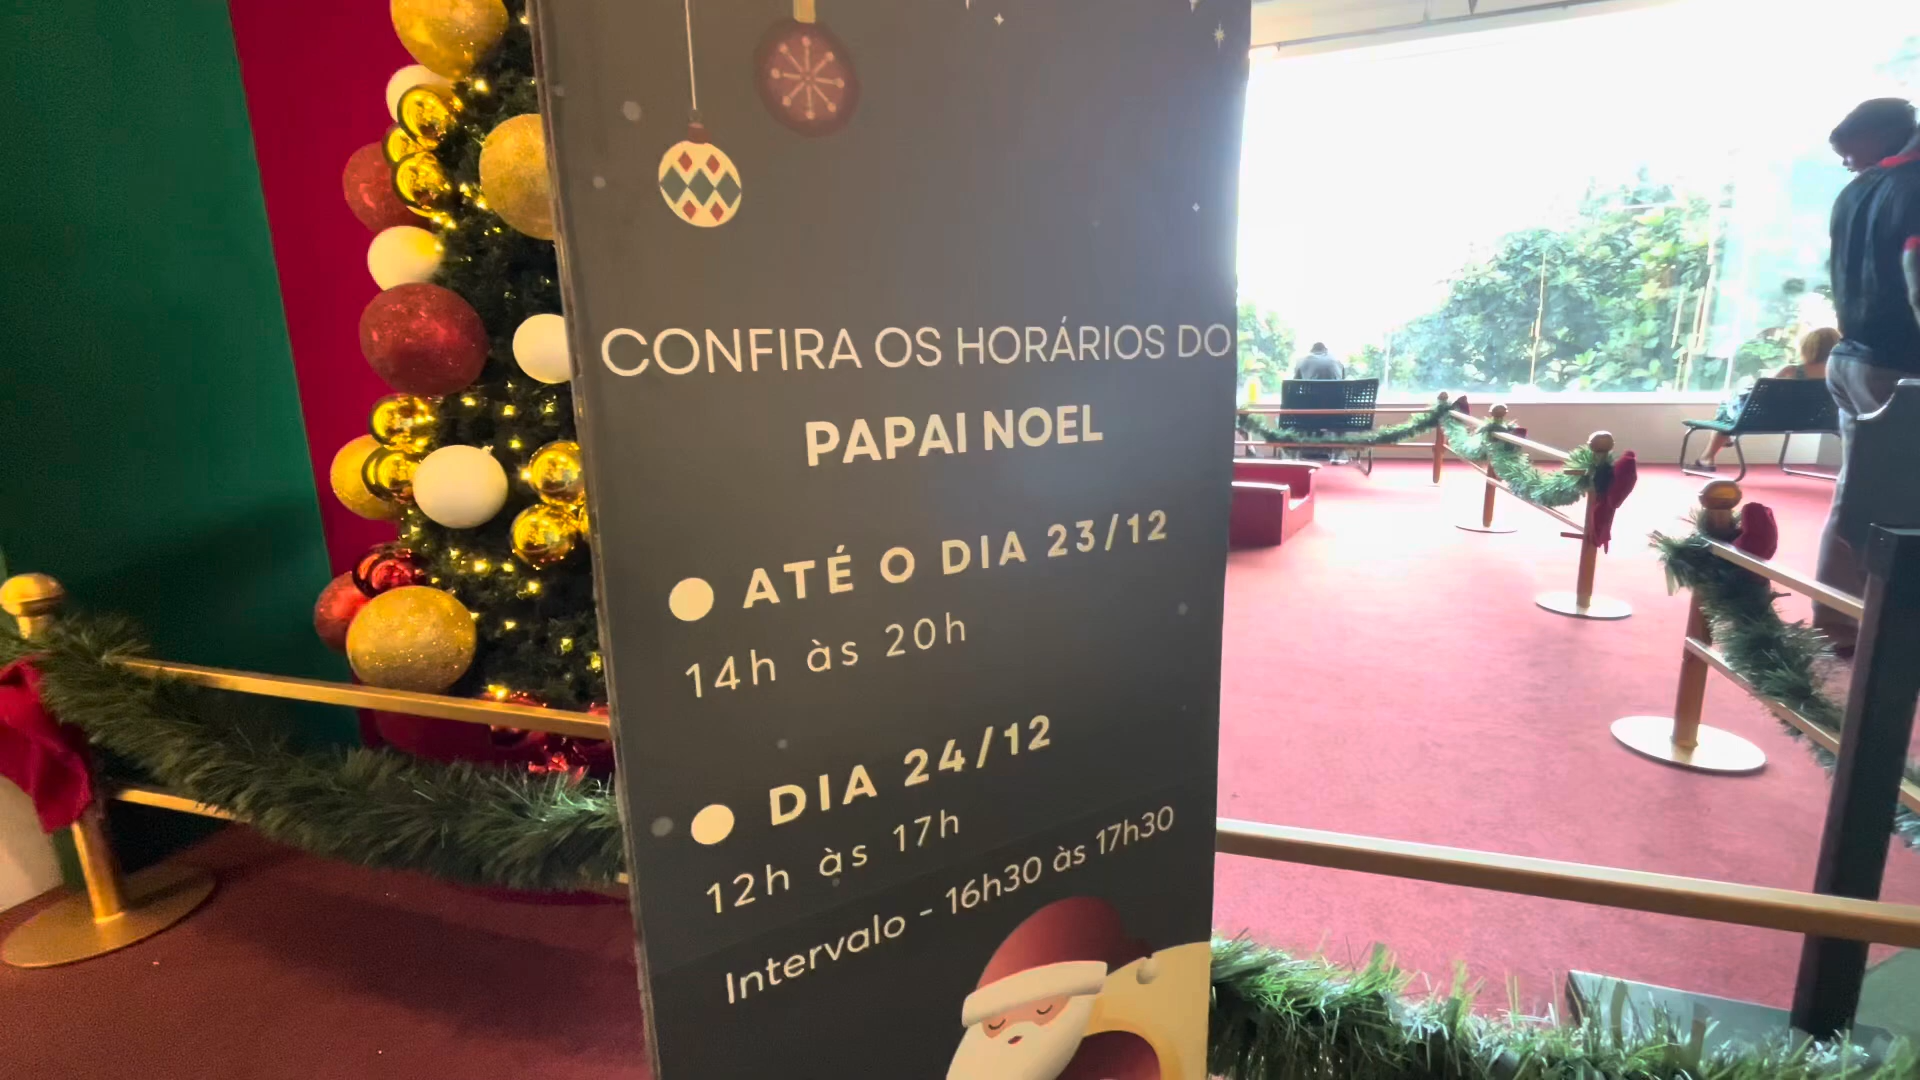 CONFIRA OS HORÁRIOS DO
PAPAI NOEL
ATÉ O DIA 23/12
14h às 20h
DIA 24/12
12h às 17h
Intervalo - 16h30 às 17h30